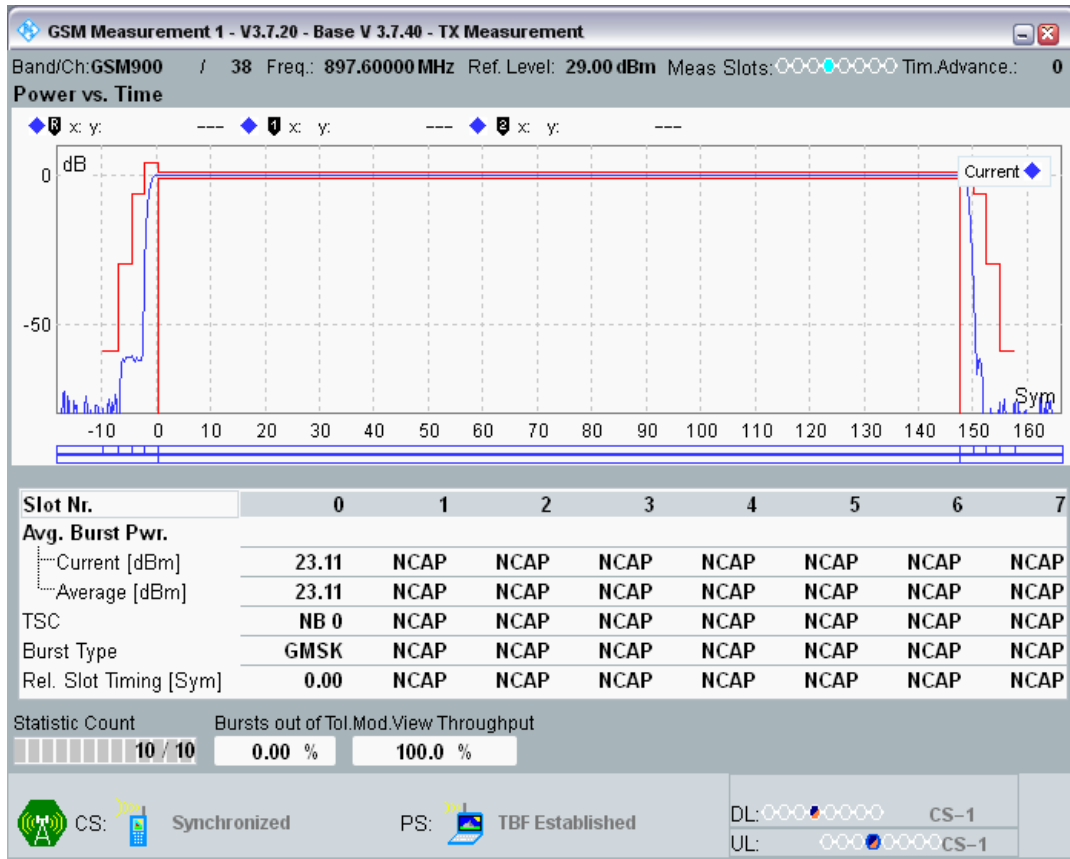 GSM Measurement 1 - V3.7.20 - Base V 3.7.40 - TX Measurement
Band/Ch:GSM900 / 38 Freq.: 897.60000 MHz Ref. Level: 29.00 dBm Meas Slots: Tim.Advance.: 0
Power vs. Time
R x: y: --- 1 x: y: --- 2 x: y: ---
dB
Current
0
-50
Sym
-10 0 10 20 30 40 50 60 70 80 90 100 110 120 130 140 150 160
Slot Nr. 0 1 2 3 4 5 6 7
Avg. Burst Pwr.
Current [dBm] 23.11 NCAP NCAP NCAP NCAP NCAP NCAP NCAP
Average [dBm] 23.11 NCAP NCAP NCAP NCAP NCAP NCAP NCAP
TSC NB 0 NCAP NCAP NCAP NCAP NCAP NCAP NCAP
Burst Type GMSK NCAP NCAP NCAP NCAP NCAP NCAP NCAP
Rel. Slot Timing [Sym] 0.00 NCAP NCAP NCAP NCAP NCAP NCAP NCAP
Statistic Count Bursts out of Tol. Mod.View Throughput
10 / 10 0.00 % 100.0 %
CS: Synchronized PS: TBF Established DL: CS-1
UL: CS-1